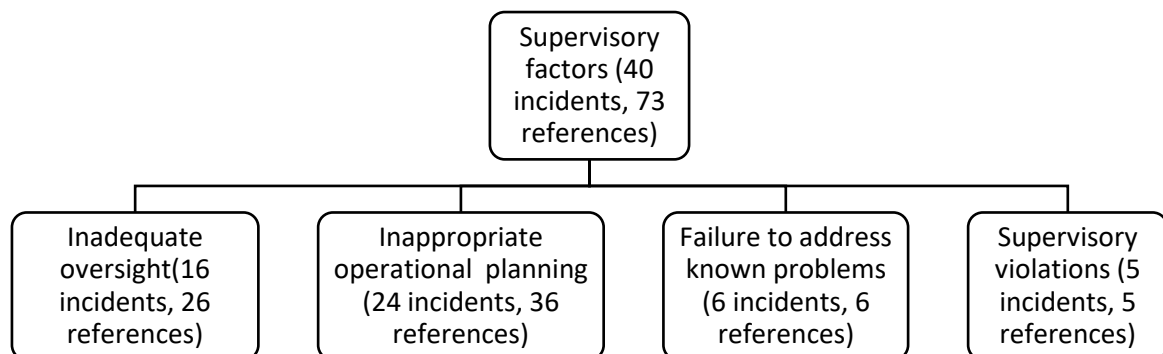 Supervisory
factors (40
incidents, 73
references)
Inadequate
oversight(16
incidents, 26
references)
Inappropriate
operational planning
(24 incidents, 36
references)
Failure to address
known problems
(6 incidents, 6
references)
Supervisory
violations (5
incidents, 5
references)